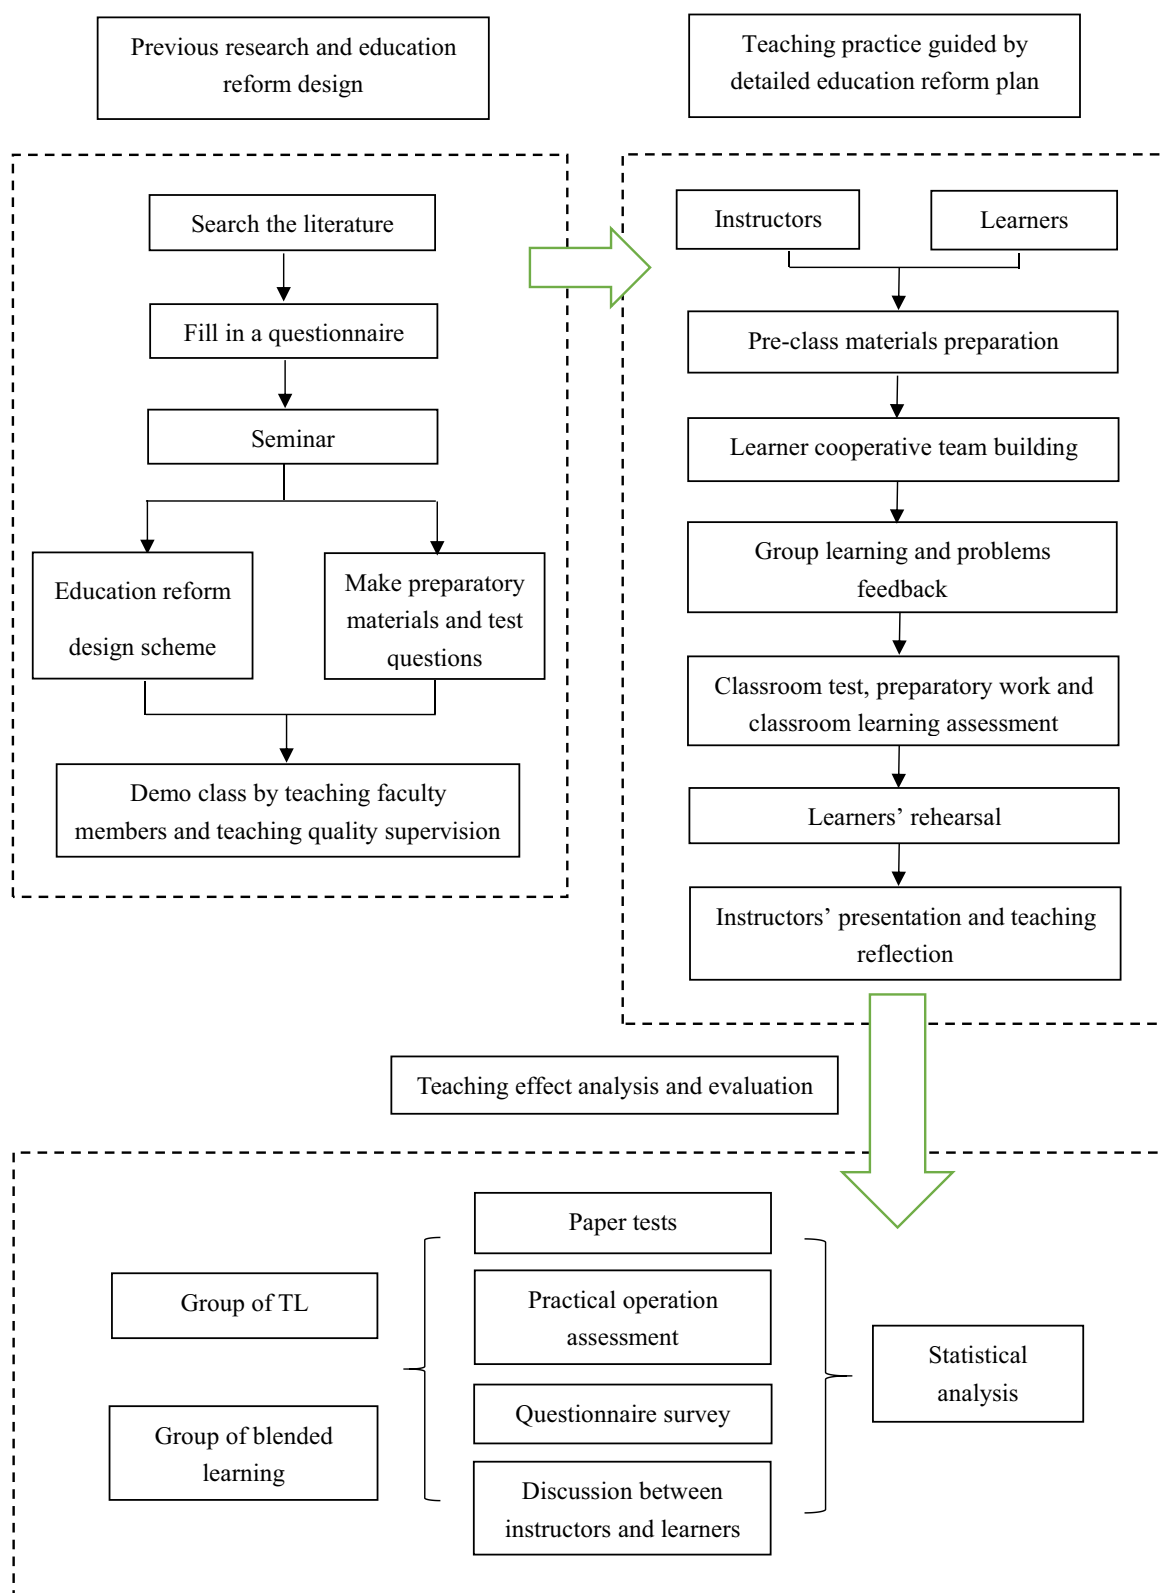 Previous research and education
reform design
Teaching practice guided by
detailed education reform plan
Search the literature
Fill in a questionnaire
Seminar
Education reform
design scheme
Make preparatory
materials and test
questions
Demo class by teaching faculty
members and teaching quality supervision
Instructors
Learners
Pre-class materials preparation
Learner cooperative team building
Group learning and problems
feedback
Classroom test, preparatory work and
classroom learning assessment
Learners’ rehearsal
Instructors’ presentation and teaching
reflection
Teaching effect analysis and evaluation
Group of TL
Group of blended
learning
Paper tests
Practical operation
assessment
Questionnaire survey
Discussion between
instructors and learners
Statistical
analysis